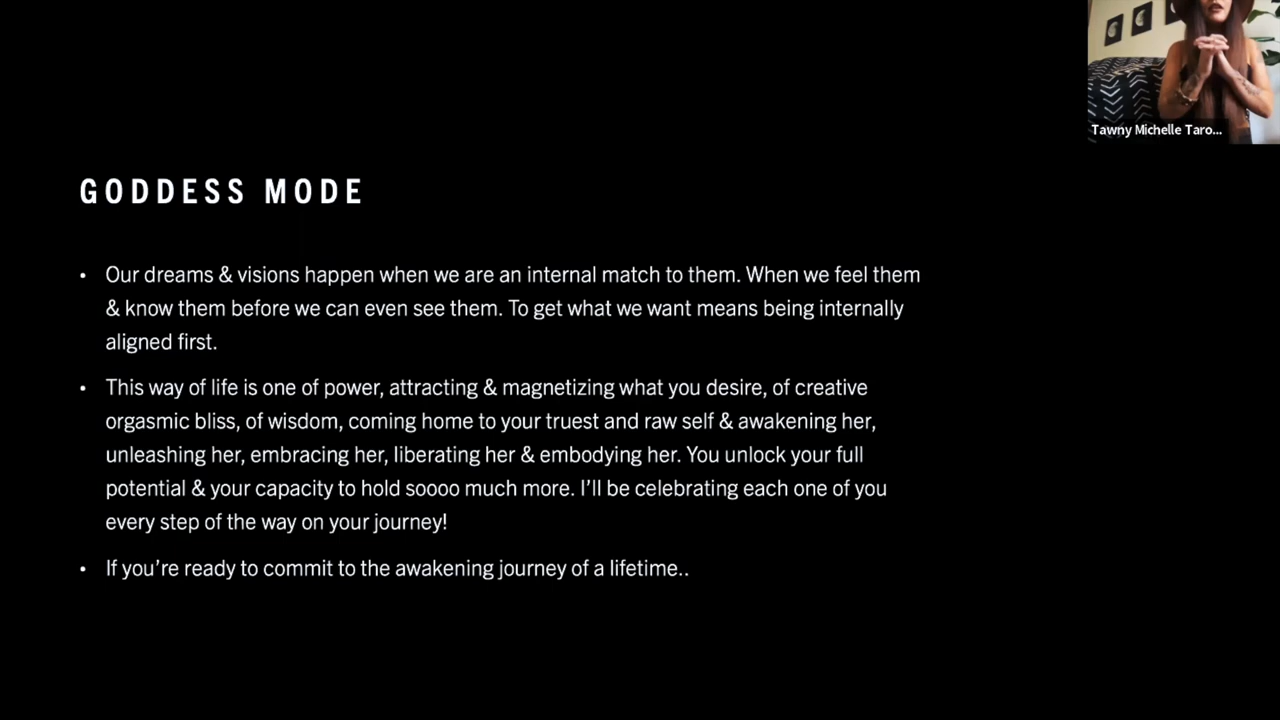 Tawny Michelle Taro...
GODDESS MODE
• Our dreams & visions happen when we are an internal match to them. When we feel them
& know them before we can even see them. To get what we want means being internally
aligned first.
• This way of life is one of power, attracting & magnetizing what you desire, of creative
orgasmic bliss, of wisdom, coming home to your truest and raw self & awakening her,
unleashing her, embracing her, liberating her & embodying her. You unlock your full
potential & your capacity to hold soooo much more. I’ll be celebrating each one of you
every step of the way on your journey!
• If you’re ready to commit to the awakening journey of a lifetime..